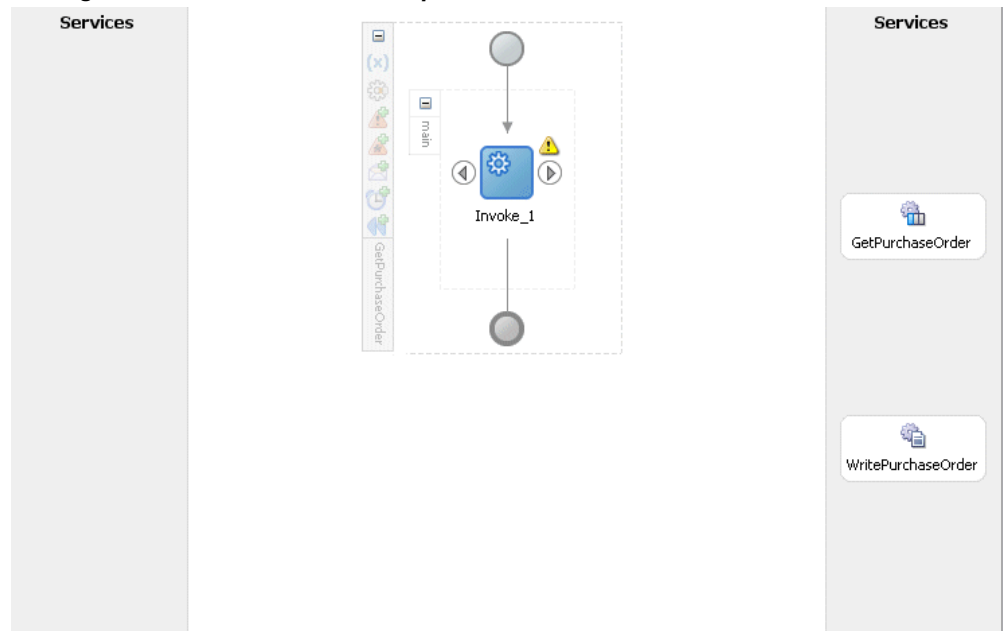 Services
Services
(x)
main
Invoke_1
GetPurchaseOrder
GetPurchaseOrder
WritePurchaseOrder